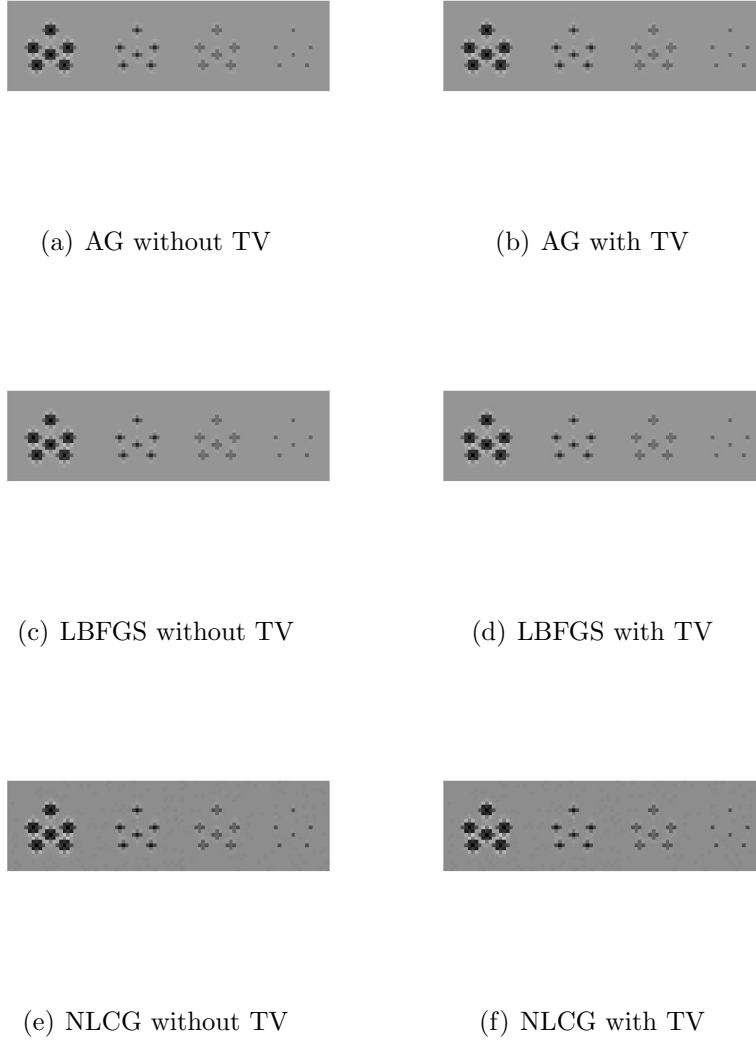 (a) AG without TV
(b) AG with TV
(c) LBFGS without TV
(d) LBFGS with TV
(e) NLCG without TV
(f) NLCG with TV